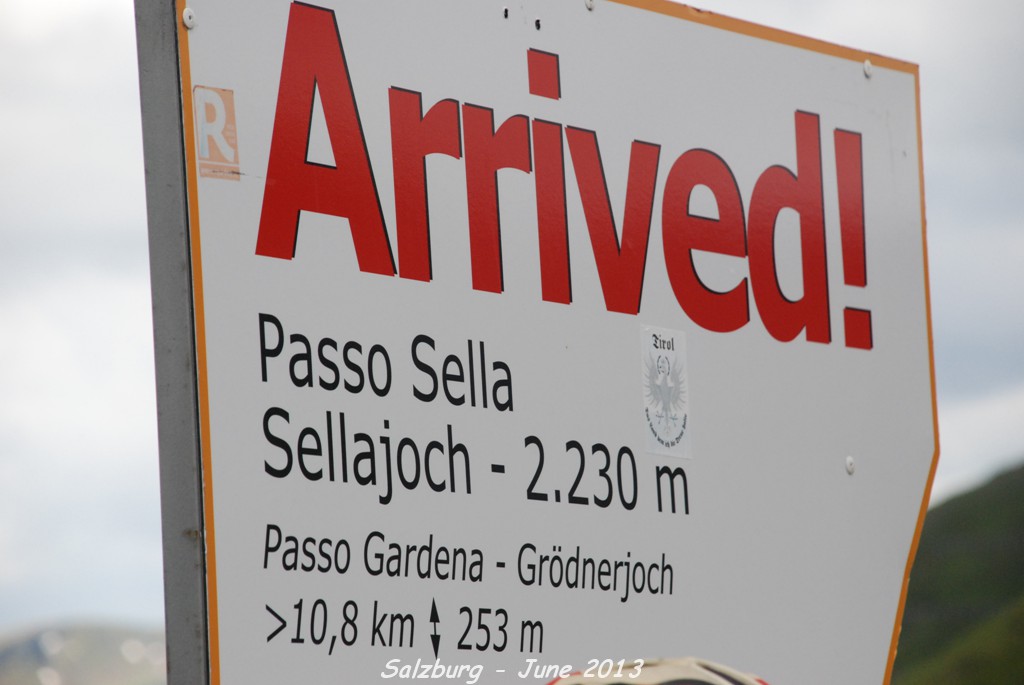 Arrived!
R
Passo Sella
Tirol
Sellajoch - 2.230 m
Passo Gardena - Grödnerjoch
>10,8 km ↕ 253 m
Salzburg - June 2013